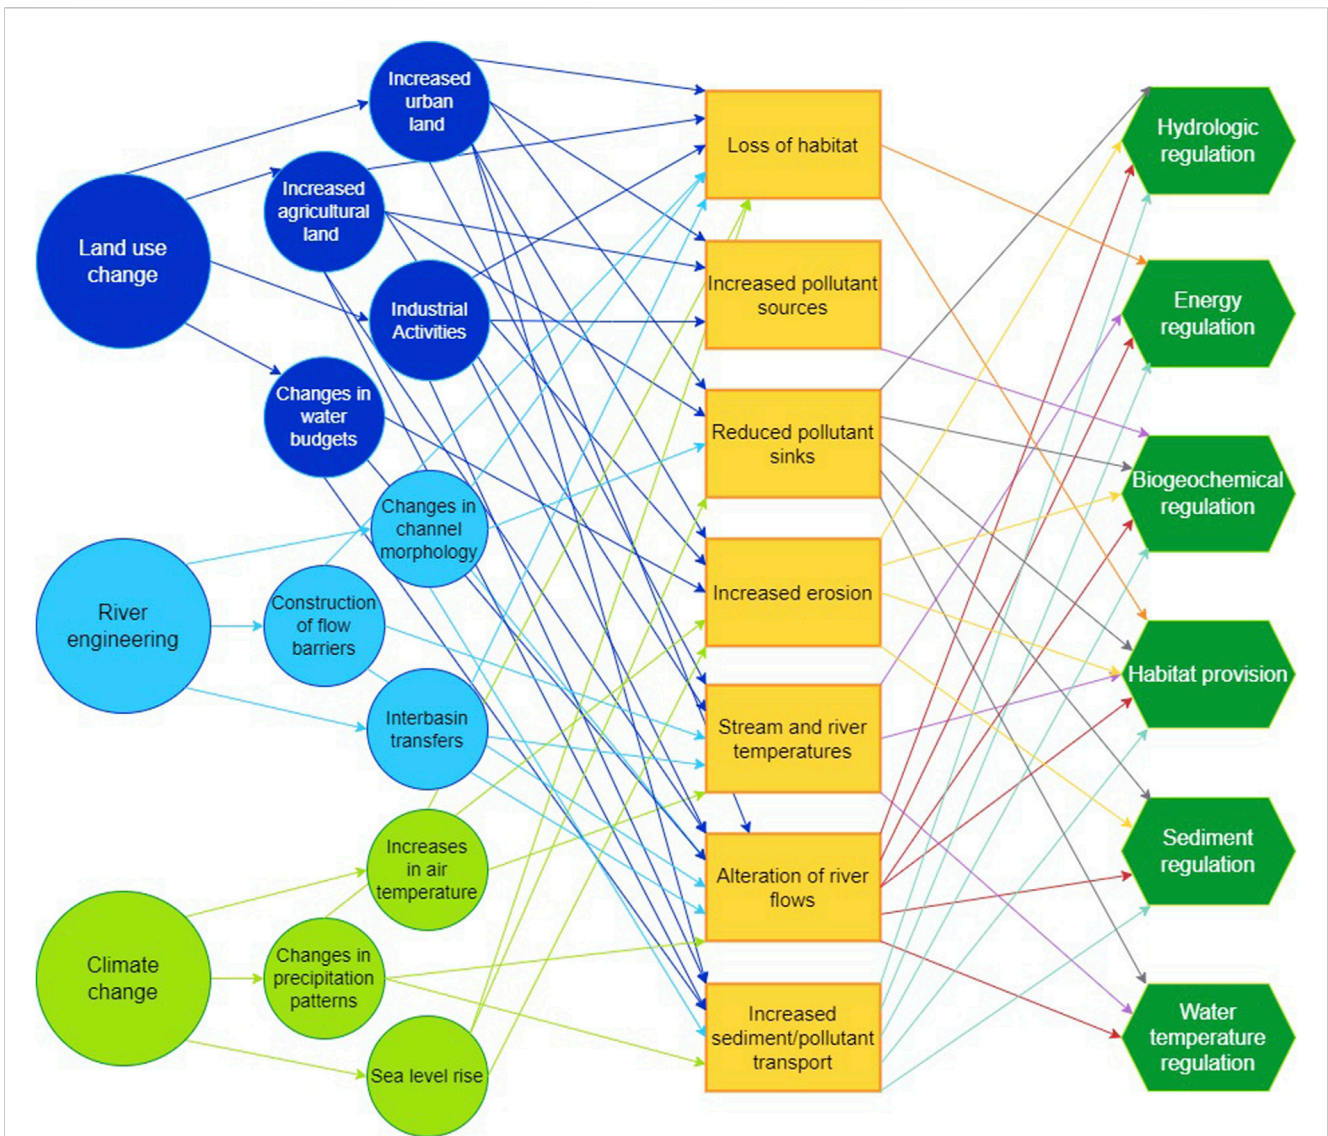 Land use
change
Increased
urban
land
Increased
agricultural
land
Industrial
Activities
Changes in
water
budgets
River
engineering
Changes in
channel
morphology
Construction
of flow
barriers
Interbasin
transfers
Climate
change
Increases
in air
temperature
Changes in
precipitation
patterns
Sea level rise
Loss of habitat
Increased pollutant
sources
Reduced pollutant
sinks
Increased erosion
Stream and river
temperatures
Alteration of river
flows
Increased
sediment/pollutant
transport
Hydrologic
regulation
Energy
regulation
Biogeochemical
regulation
Habitat provision
Sediment
regulation
Water
temperature
regulation